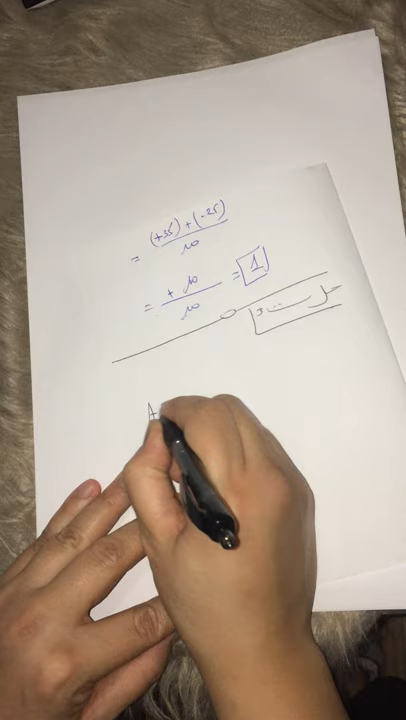 = (+35) + (-25) / 10
= + 10 / 10 = 1
A